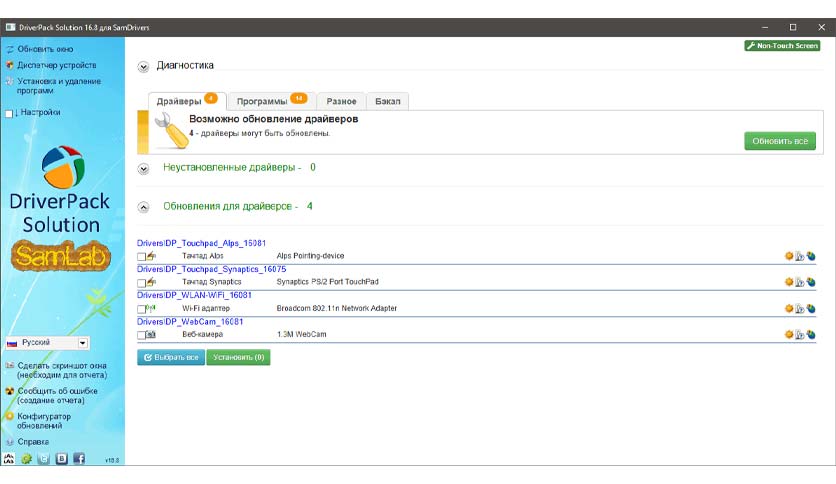 DriverPack Solution 16.3 для SamDrivers
Обновить окно
Диспетчер устройств
Установка и удаление
программ
Настройки
DriverPack
Solution
SamLab
Русский
Сделать скриншот окна
(необходим для отчета)
Сообщить об ошибке
(создание отчета)
Конфигуратор
обновлений
Справка
v16.3
Non-Touch Screen
Диагностика
Драйверы 4
Программы 14
Разное
Бэкап
Возможно обновление драйверов
4 - драйверы могут быть обновлены.
Обновить все
Неустановленные драйверы - 0
Обновления для драйверов - 4
Drivers\DP_Touchpad_Alps_16081
Тачпад Alps Alps Pointing-device
Drivers\DP_Touchpad_Synaptics_16075
Тачпад Synaptics Synaptics PS/2 Port TouchPad
Drivers\DP_WLAN-WiFi_16081
Wi-Fi адаптер Broadcom 802.11n Network Adapter
Drivers\DP_WebCam_16081
Веб-камера 1.3M WebCam
Выбрать все
Установить (0)